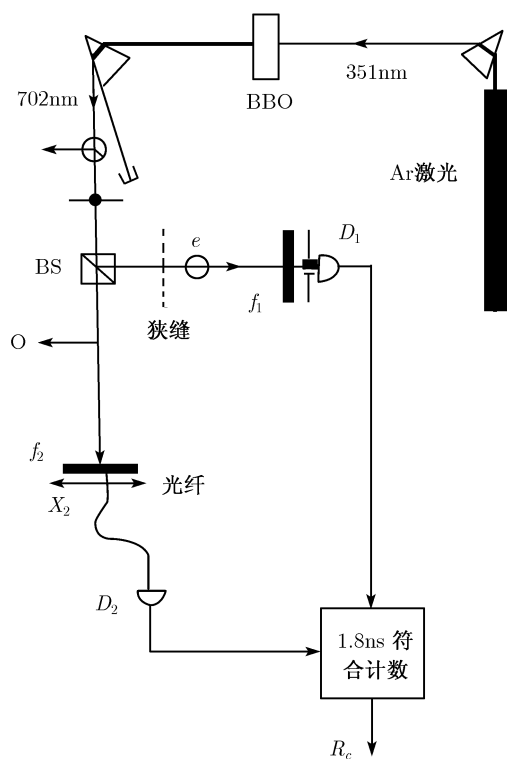 351nm
BBO
702nm
Ar激光
D₁
e
BS
f₁
狭缝
O
f₂
光纤
X₂
D₂
1.8ns 符
合计数
R_c